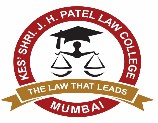 KES' SHRI. J. H. PATEL LAW COLLEGE
THE LAW THAT LEADS
MUMBAI